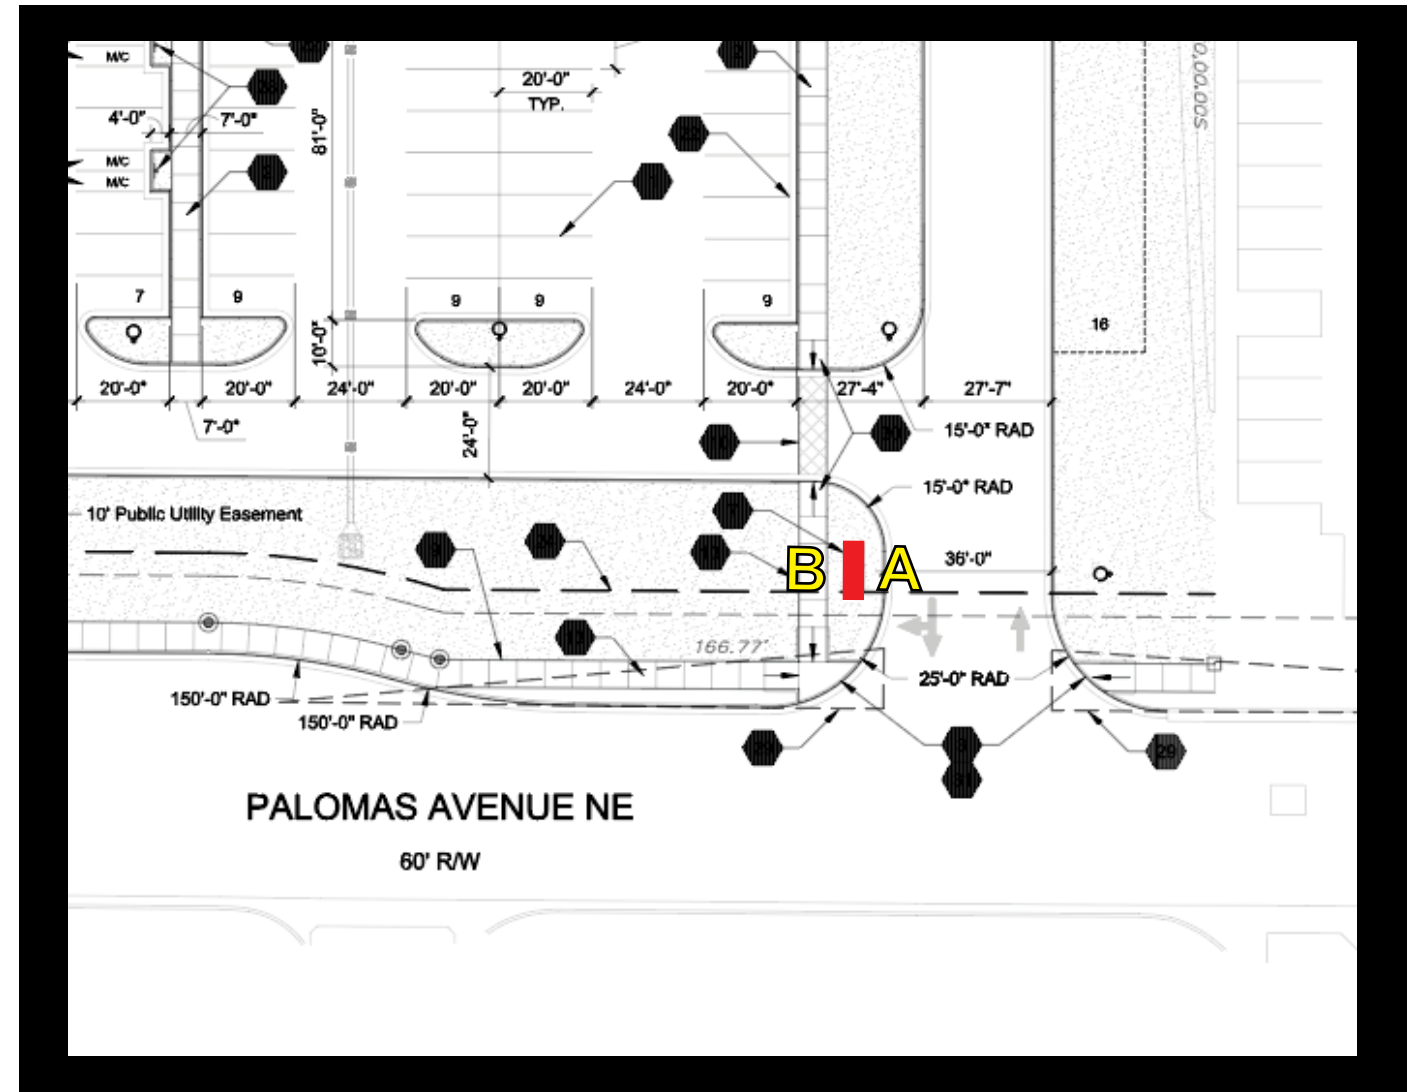 M/C
20'-0"
TYP.
4'-0"
7'-0"
81'-0"
M/C
M/C
7
9
9
9
9
16
10'-0"
20'-0"
20'-0"
24'-0"
20'-0"
20'-0"
24'-0"
20'-0"
27'-4"
27'-7"
7'-0"
24'-0"
15'-0" RAD
15'-0" RAD
10' Public Utility Easement
B
A
36'-0"
166.77'
150'-0" RAD
150'-0" RAD
25'-0" RAD
29
PALOMAS AVENUE NE
60' R/W